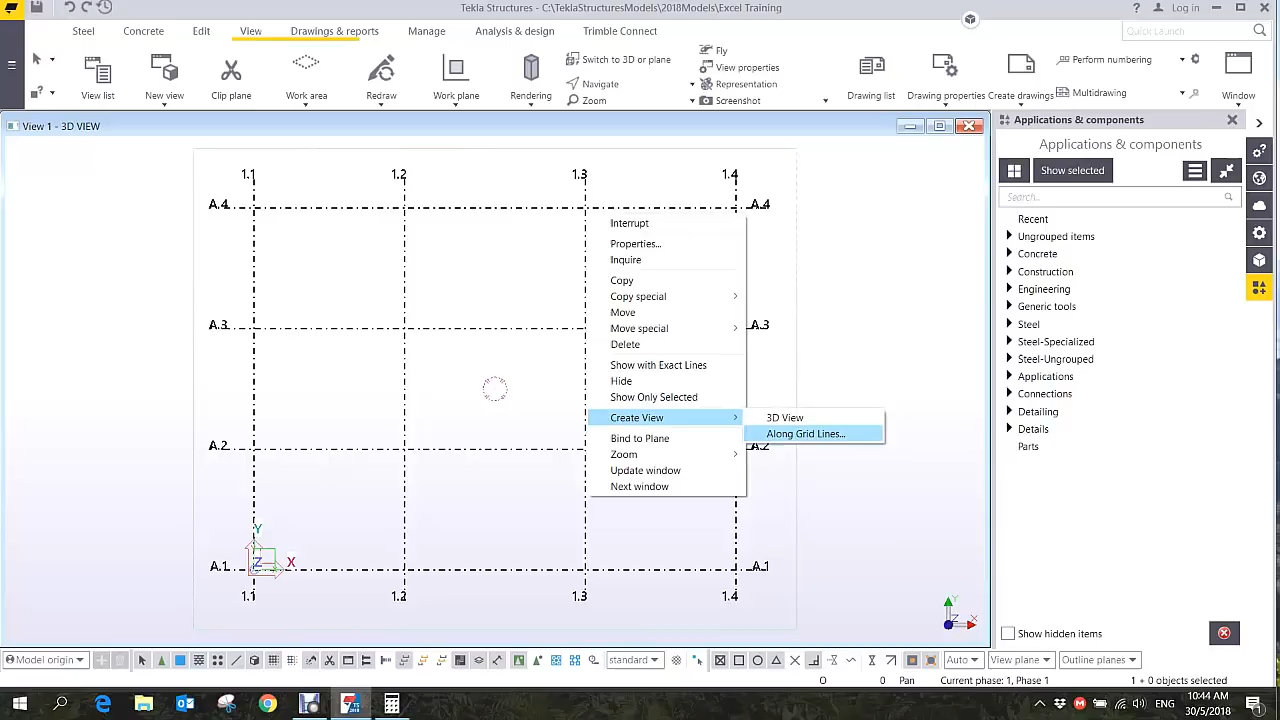 Tekla Structures - C:\TeklaStructuresModels\2018Models\Excel Training
? Log in
Steel Concrete Edit View Drawings & reports Manage Analysis & design Trimble Connect
Quick Launch
View list
New view
Clip plane
Work area
Redraw
Work plane
Rendering
Switch to 3D or plane
Navigate
Zoom
Fly
View properties
Representation
Screenshot
Drawing list
Drawing properties
Create drawings
Perform numbering
Multidrawing
Window
View 1 - 3D VIEW
1.1 1.2 1.3 1.4
A.4 A.4
A.3 A.3
A.2 A.2
A.1 A.1
1.1 1.2 1.3 1.4
Y
Z X
Interrupt
Properties...
Inquire
Copy
Copy special
Move
Move special
Delete
Show with Exact Lines
Hide
Show Only Selected
Create View
Bind to Plane
Zoom
Update window
Next window
3D View
Along Grid Lines...
Y
Z X
Applications & components
Applications & components
Show selected
Search...
Recent
Ungrouped items
Concrete
Construction
Engineering
Generic tools
Steel
Steel-Specialized
Steel-Ungrouped
Applications
Connections
Detailing
Details
Parts
Show hidden items
Model origin
standard
Auto
View plane
Outline planes
O 0 Pan Current phase: 1, Phase 1 1 + 0 objects selected
ENG
10:44 AM
30/5/2018